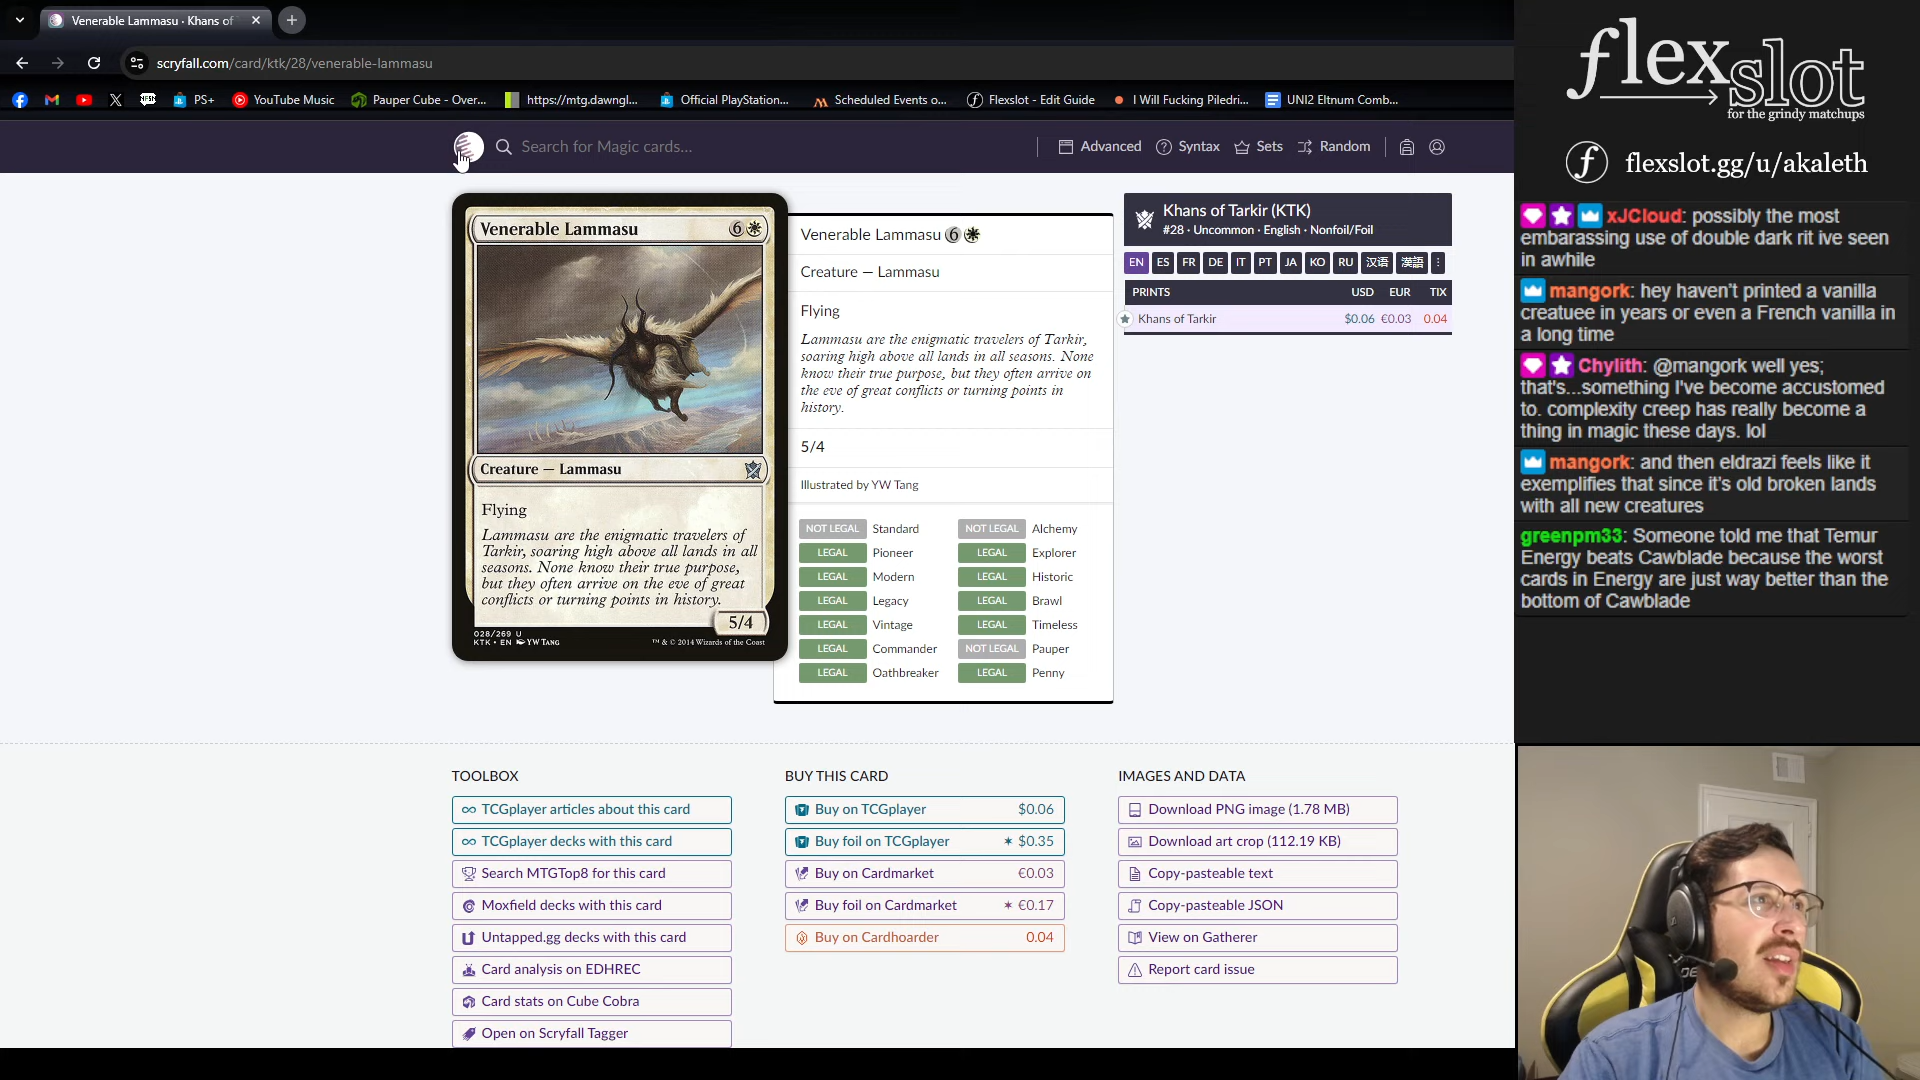 Venerable Lammasu · Khans of
scryfall.com/card/ktk/28/venerable-lammasu
PS+
YouTube Music
Pauper Cube - Over...
https://mtg.dawngl...
Official PlayStation...
Scheduled Events o...
Flexslot - Edit Guide
I Will Fucking Piledri...
UNI2 Eltnum Comb...
Search for Magic cards...
Advanced
Syntax
Sets
Random
Venerable Lammasu 6
Creature — Lammasu
Flying
Lammasu are the enigmatic travelers of
Tarkir, soaring high above all lands in all
seasons. None know their true purpose,
but they often arrive on the eve of great
conflicts or turning points in history.
5/4
028/269 U
KTK • EN YW TANG
™ & © 2014 Wizards of the Coast
Venerable Lammasu 6
Creature — Lammasu
Flying
Lammasu are the enigmatic travelers of Tarkir,
soaring high above all lands in all seasons. None
know their true purpose, but they often arrive on
the eve of great conflicts or turning points in
history.
5/4
Illustrated by YW Tang
NOT LEGAL Standard NOT LEGAL Alchemy
LEGAL Pioneer LEGAL Explorer
LEGAL Modern LEGAL Historic
LEGAL Legacy LEGAL Brawl
LEGAL Vintage LEGAL Timeless
LEGAL Commander NOT LEGAL Pauper
LEGAL Oathbreaker LEGAL Penny
Khans of Tarkir (KTK)
#28 · Uncommon · English · Nonfoil/Foil
EN ES FR DE IT PT JA KO RU 汉语 漢語
PRINTS USD EUR TIX
Khans of Tarkir $0.06 €0.03 0.04
TOOLBOX
TCGplayer articles about this card
TCGplayer decks with this card
Search MTGTop8 for this card
Moxfield decks with this card
Untapped.gg decks with this card
Card analysis on EDHREC
Card stats on Cube Cobra
Open on Scryfall Tagger
BUY THIS CARD
Buy on TCGplayer $0.06
Buy foil on TCGplayer ✶ $0.35
Buy on Cardmarket €0.03
Buy foil on Cardmarket ✶ €0.17
Buy on Cardhoarder 0.04
IMAGES AND DATA
Download PNG image (1.78 MB)
Download art crop (112.19 KB)
Copy-pasteable text
Copy-pasteable JSON
View on Gatherer
Report card issue
flexslot
for the grindy matchups
flexslot.gg/u/akaleth
xJCloud: possibly the most
embarassing use of double dark rit ive seen
in awhile
mangork: hey haven't printed a vanilla
creatuee in years or even a French vanilla in
a long time
Chylith: @mangork well yes;
that's...something I've become accustomed
to. complexity creep has really become a
thing in magic these days. lol
mangork: and then eldrazi feels like it
exemplifies that since it's old broken lands
with all new creatures
greenpm33: Someone told me that Temur
Energy beats Cawblade because the worst
cards in Energy are just way better than the
bottom of Cawblade